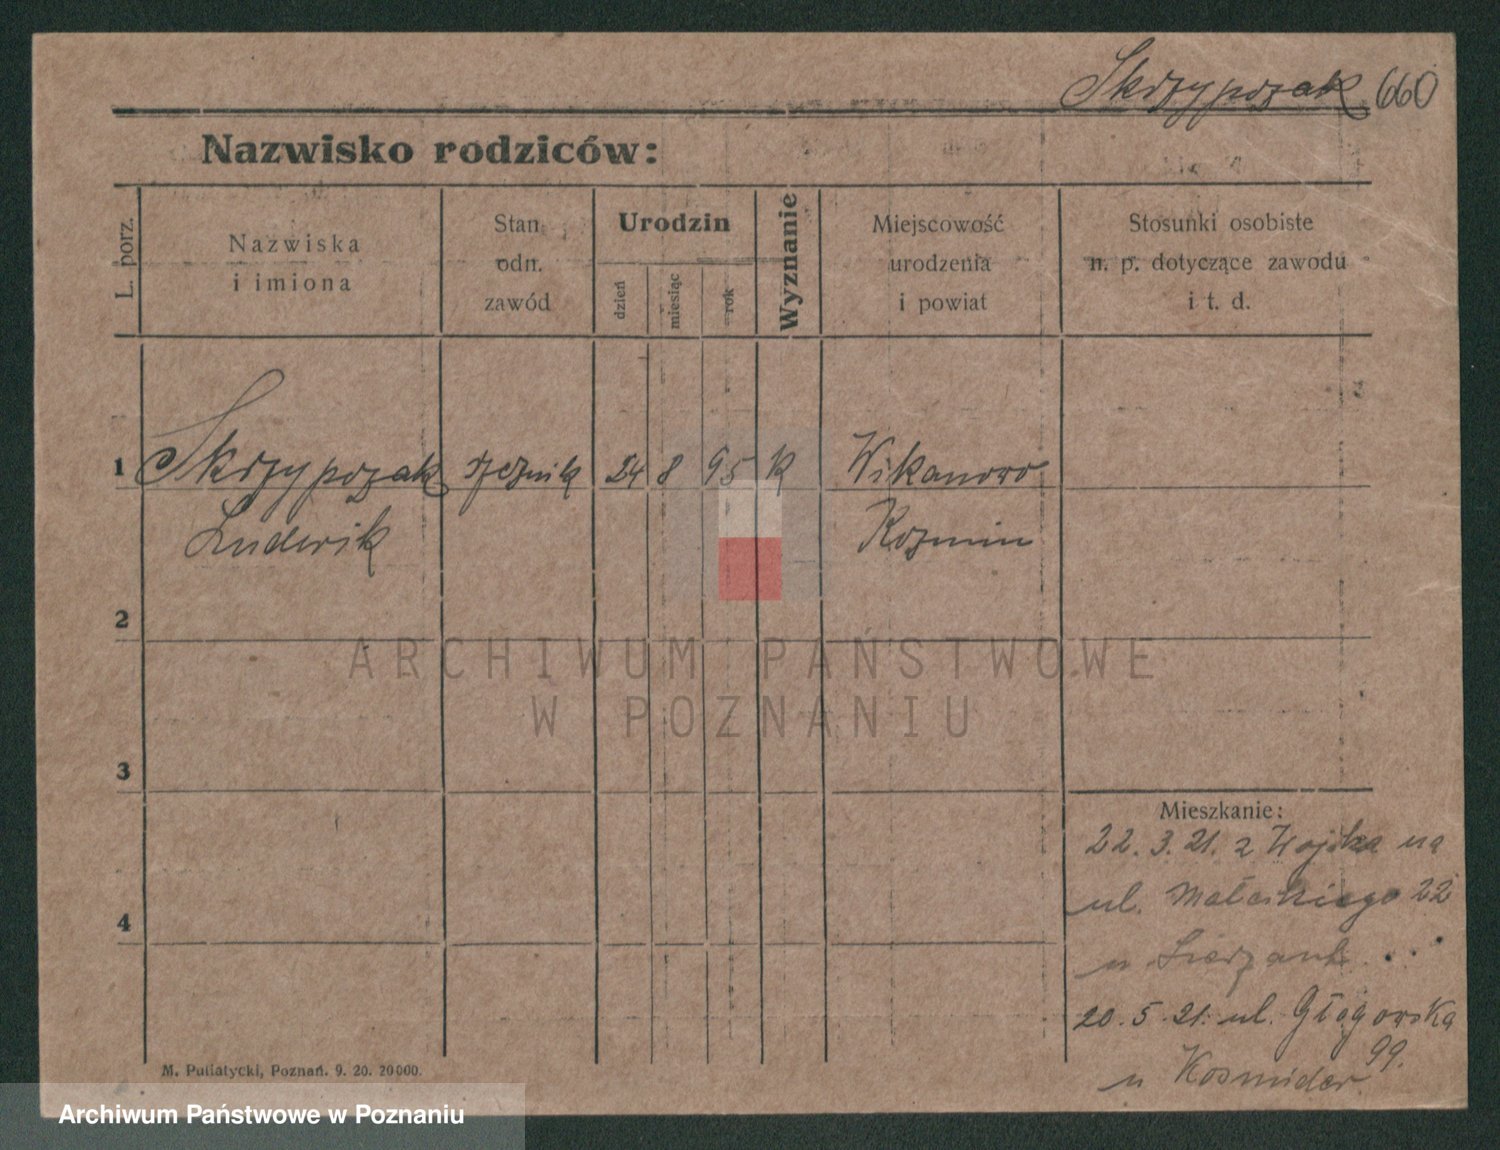 Skrzypczak 660
Nazwisko rodziców:
L. porz.
Nazwiska
i imiona
Stan
odn.
zawód
Urodzin
dzień
miesiąc
rok
Wyznanie
Miejscowość
urodzenia
i powiat
Stosunki osobiste
n. p. dotyczące zawodu
i t. d.
1 Skrzypczak rzeźnik 24 8 95 k Wikanowo
Ludwik Kozmin
2
ARCHIWUM PAŃSTWOWE
W POZNANIU
3
Mieszkanie:
22. 3. 21. z Wojska na
ul. 22
4
u
20. 5. 21. ul. Głogowska
99.
u Kosmider
M. Putiatycki, Poznań. 9. 20. 20000.
Archiwum Państwowe w Poznaniu